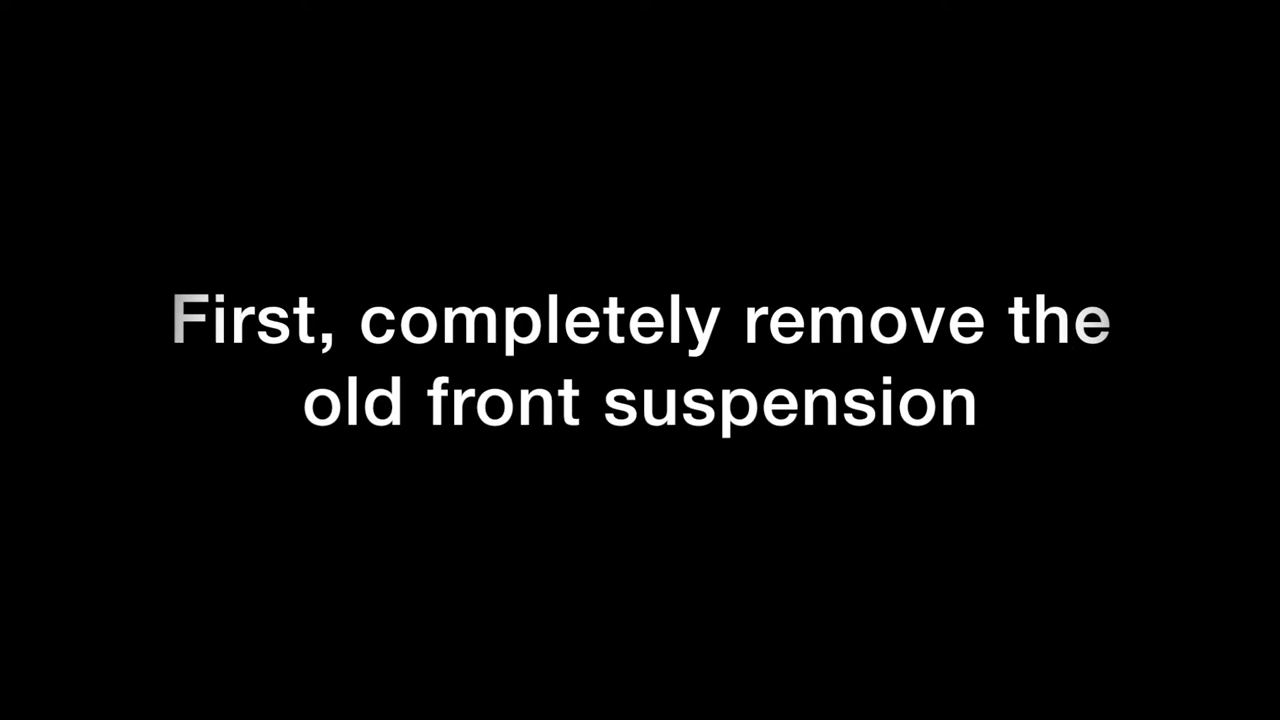 First, completely remove the
old front suspension